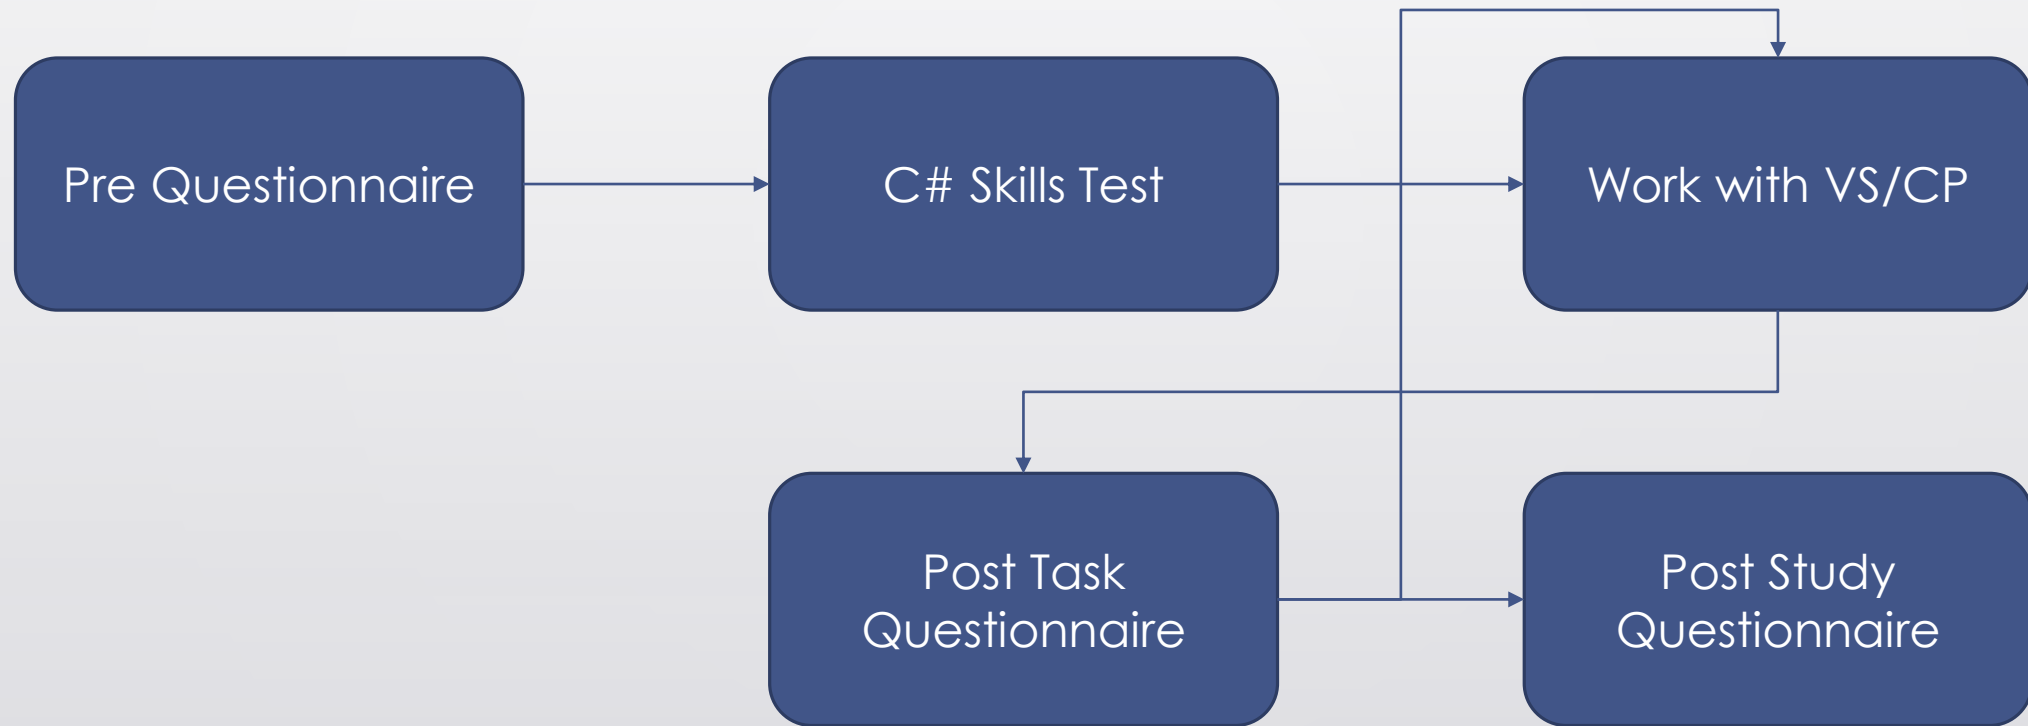 Pre Questionnaire
C# Skills Test
Work with VS/CP
Post Task
Questionnaire
Post Study
Questionnaire